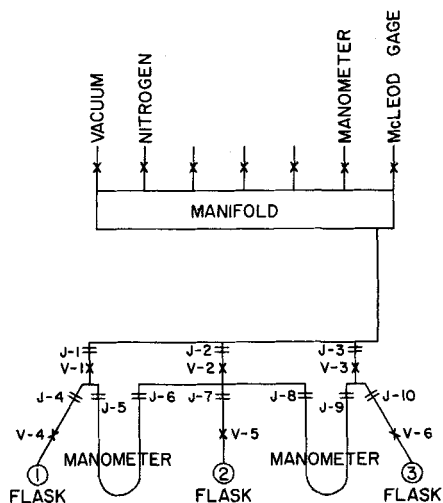 VACUUM
NITROGEN
MANOMETER
McLEOD GAGE
MANIFOLD
J-1
J-2
J-3
V-1
V-2
V-3
J-4
J-5
J-6
J-7
J-8
J-9
J-10
V-4
V-5
V-6
MANOMETER
MANOMETER
1
2
3
FLASK
FLASK
FLASK